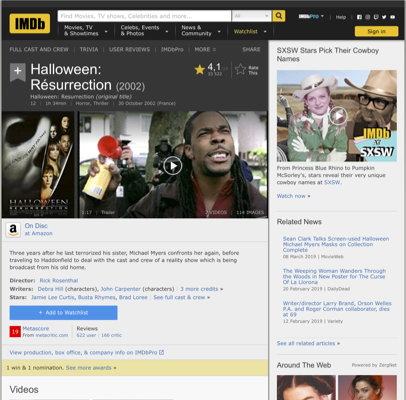 IMDb
Find Movies, TV shows, Celebrities and more...
All
IMDbPro
Help
Movies, TV
& Showtimes
Celebs, Events
& Photos
News &
Community
Watchlist
Sign in
FULL CAST AND CREW | TRIVIA | USER REVIEWS | IMDbPro | MORE
SHARE
Halloween:
Résurrection (2002)
Halloween: Resurrection (original title)
12 | 1h 34min | Horror, Thriller | 30 October 2002 (France)
4,1
Rate
This
HALLOWEEN
RESURRECTION
1:17 | Trailer
VIDEOS | 114 IMAGES
On Disc
at Amazon
Three years after he last terrorized his sister, Michael Myers confronts her again, before
traveling to Haddonfield to deal with the cast and crew of a reality show which is being
broadcast from his old home.
Director: Rick Rosenthal
Writers: Debra Hill (characters), John Carpenter (characters) | 3 more credits »
Stars: Jamie Lee Curtis, Busta Rhymes, Brad Loree | See full cast & crew »
+ Add to Watchlist
19
Metascore
From metacritic.com
Reviews
622 user | 166 critic
View production, box office, & company info on IMDbPro
1 win & 1 nomination. See more awards »
Videos
SXSW Stars Pick Their Cowboy
Names
IMDb
AT
SXSW
From Princess Blue Rhino to Pumpkin
McSorley's, stars reveal their very unique
cowboy names at SXSW.
Watch now »
Related News
Sean Clark Talks Screen-used Halloween
Michael Myers Masks on Collection
Complete
08 March 2019 | MovieWeb
The Weeping Woman Wanders Through
the Woods in New Poster for The Curse
Of La Llorona
20 February 2019 | DailyDead
Writer/director Larry Brand, Orson Welles
P.A. and Roger Corman collaborator, dies
at 69
12 February 2019 | Variety
See all related articles »
Around The Web
Powered by ZergNet